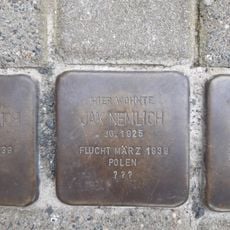 HIER WOHNTE
JAK NEMLICH
JG. 1925
FLUCHT MÄRZ 1939
POLEN
???